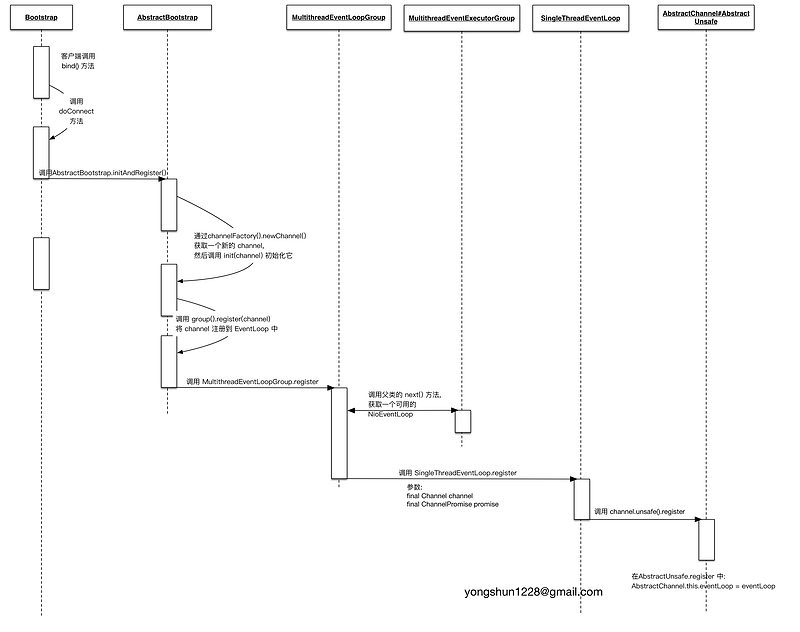 Bootstrap
AbstractBootstrap
MultithreadEventLoopGroup
MultithreadEventExecutorGroup
SingleThreadEventLoop
AbstractChannel#Abstract
Unsafe
客户端调用
bind() 方法
调用
doConnect
方法
调用AbstractBootstrap.initAndRegister()
通过channelFactory().newChannel()
获取一个新的 channel,
然后调用 init(channel) 初始化它
调用 group().register(channel)
将 channel 注册到 EventLoop 中
调用 MultithreadEventLoopGroup.register
调用父类的 next() 方法,
获取一个可用的
NioEventLoop
调用 SingleThreadEventLoop.register
参数:
final Channel channel
final ChannelPromise promise
调用 channel.unsafe().register
在AbstractUnsafe.register 中:
AbstractChannel.this.eventLoop = eventLoop
yongshun1228@gmail.com